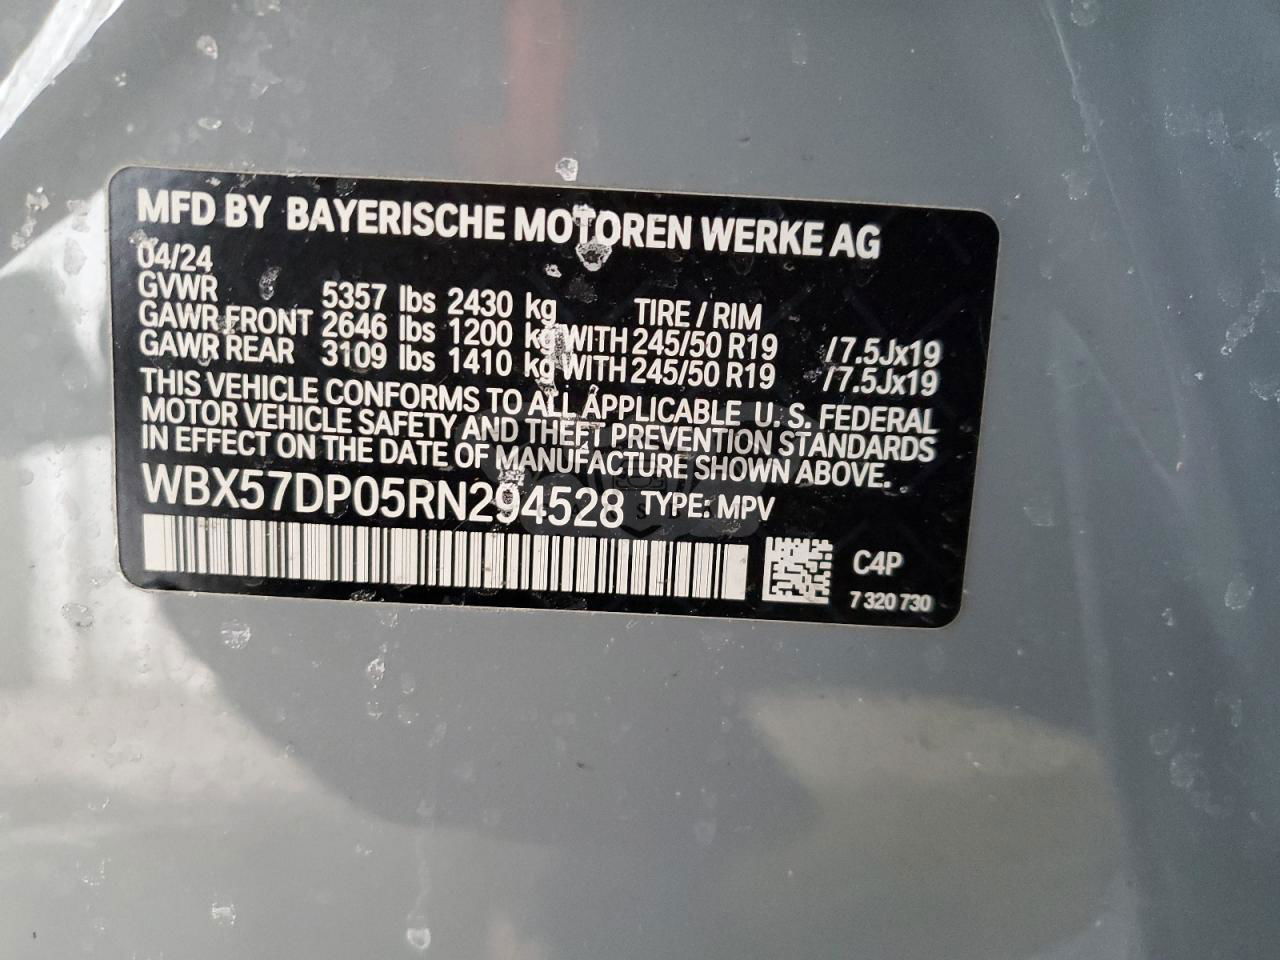 MFD BY BAYERISCHE MOTOREN WERKE AG
04/24
GVWR 5357 lbs 2430 kg TIRE / RIM
GAWR FRONT 2646 lbs 1200 kg WITH 245/50 R19 /7.5Jx19
GAWR REAR 3109 lbs 1410 kg WITH 245/50 R19 /7.5Jx19
THIS VEHICLE CONFORMS TO ALL APPLICABLE U. S. FEDERAL
MOTOR VEHICLE SAFETY AND THEFT PREVENTION STANDARDS
IN EFFECT ON THE DATE OF MANUFACTURE SHOWN ABOVE.
WBX57DP05RN294528 TYPE: MPV
C4P
7 320 730